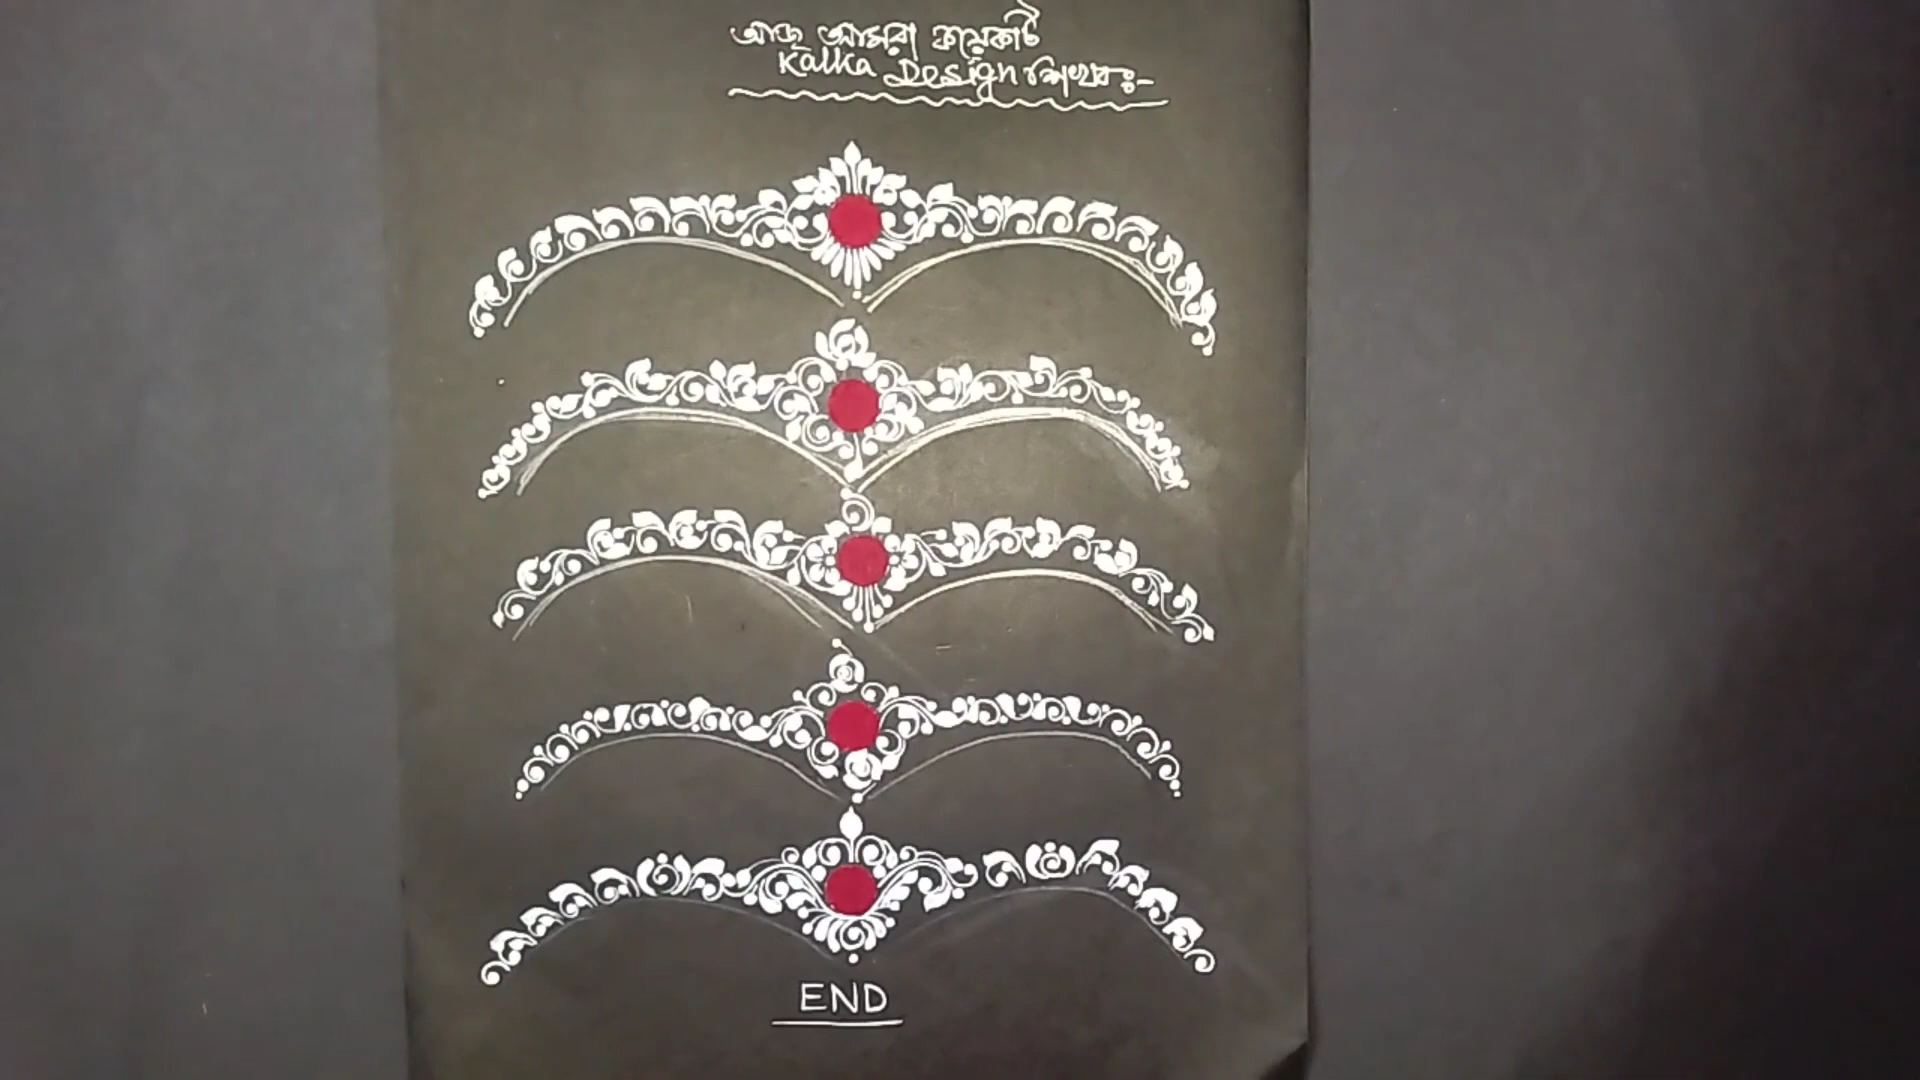 আজ আমরা কয়েকটি
Kalka Design শিখব ঃ-
END